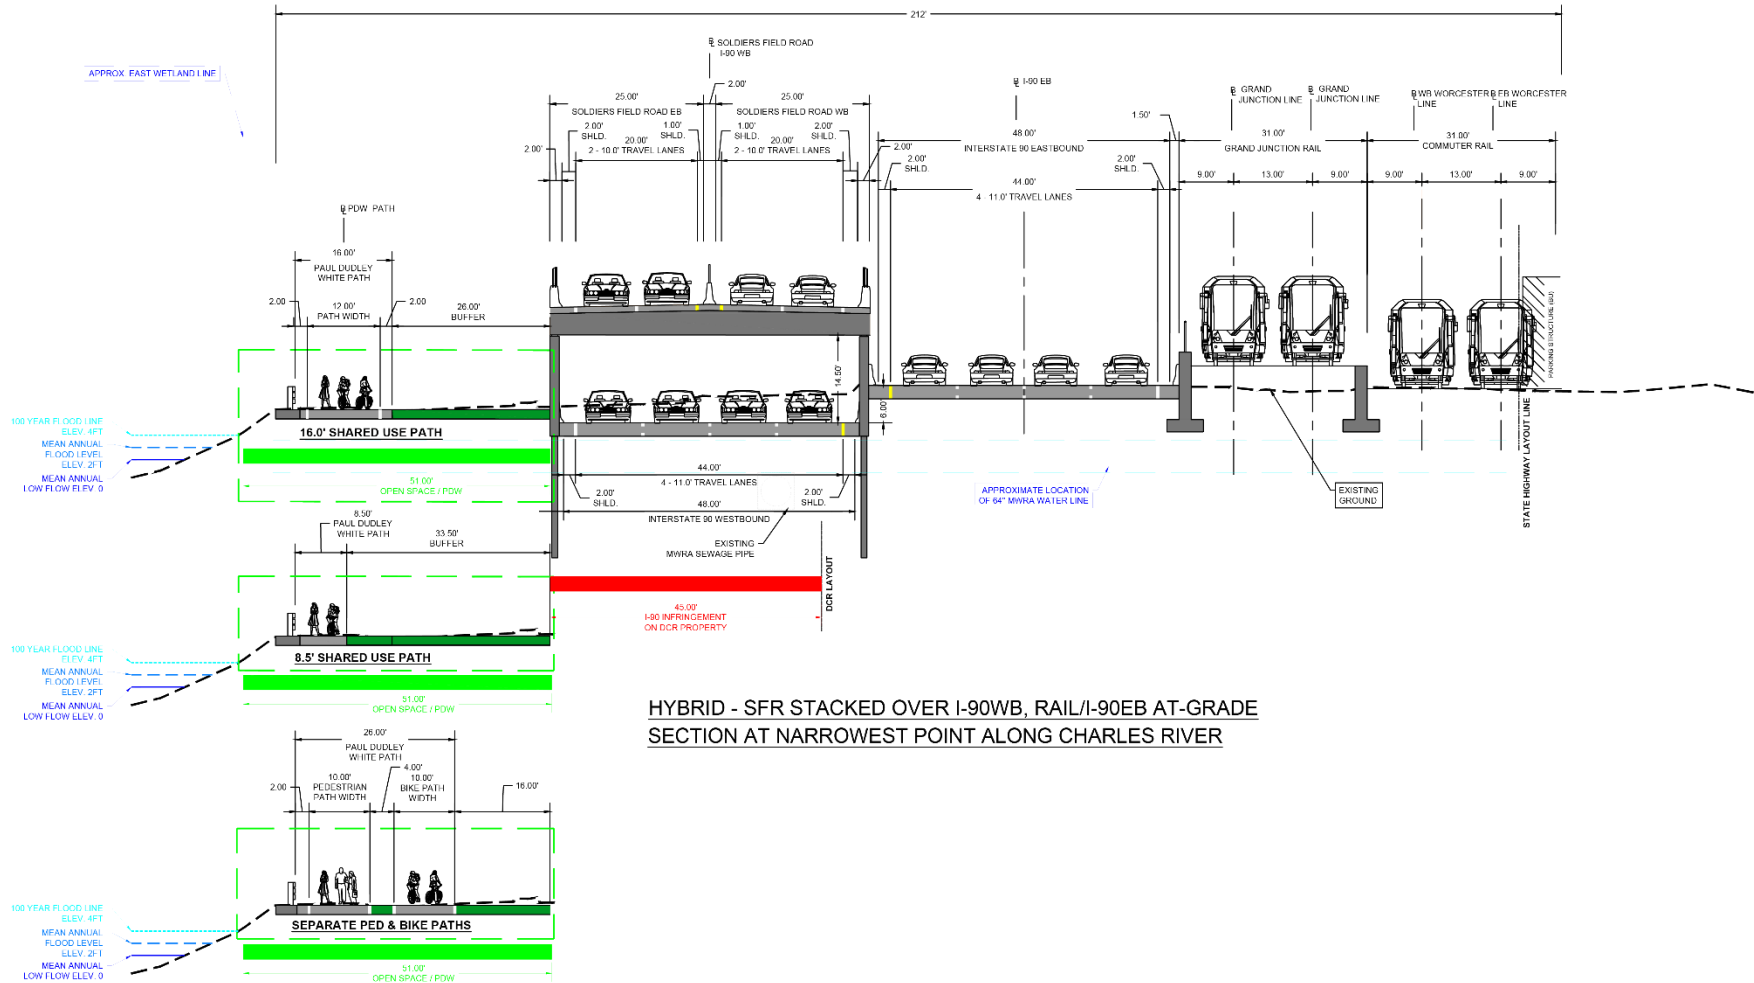 212'
℄ SOLDIERS FIELD ROAD
I-90 WB
APPROX. EAST WETLAND LINE
2.00'
25.00'
SOLDIERS FIELD ROAD EB
25.00'
SOLDIERS FIELD ROAD WB
2.00'
SHLD.
1.00'
SHLD.
1.00'
SHLD.
2.00'
SHLD.
20.00'
2 - 10.0' TRAVEL LANES
20.00'
2 - 10.0' TRAVEL LANES
2.00'
2.00'
℄ I-90 EB
48.00'
INTERSTATE 90 EASTBOUND
2.00'
SHLD.
2.00'
SHLD.
44.00'
4 - 11.0' TRAVEL LANES
1.50'
℄ GRAND
JUNCTION LINE
℄ GRAND
JUNCTION LINE
℄ WB WORCESTER
LINE
℄ EB WORCESTER
LINE
31.00'
GRAND JUNCTION RAIL
31.00'
COMMUTER RAIL
9.00'
13.00'
9.00'
9.00'
13.00'
9.00'
℄ PDW PATH
16.00'
PAUL DUDLEY
WHITE PATH
2.00
12.00'
PATH WIDTH
2.00
26.00'
BUFFER
14.50'
6.00'
PARKING STRUCTURE (BU)
100 YEAR FLOOD LINE
ELEV. 4FT
MEAN ANNUAL
FLOOD LEVEL
ELEV. 2FT
MEAN ANNUAL
LOW FLOW ELEV. 0
16.0' SHARED USE PATH
51.00'
OPEN SPACE / PDW
44.00'
4 - 11.0' TRAVEL LANES
2.00'
SHLD.
2.00'
SHLD.
48.00'
INTERSTATE 90 WESTBOUND
EXISTING
MWRA SEWAGE PIPE
APPROXIMATE LOCATION
OF 64" MWRA WATER LINE
EXISTING
GROUND
STATE HIGHWAY LAYOUT LINE
DCR LAYOUT
8.50'
PAUL DUDLEY
WHITE PATH
33.50'
BUFFER
45.00'
I-90 INFRINGEMENT
ON DCR PROPERTY
100 YEAR FLOOD LINE
ELEV. 4FT
MEAN ANNUAL
FLOOD LEVEL
ELEV. 2FT
MEAN ANNUAL
LOW FLOW ELEV. 0
8.5' SHARED USE PATH
51.00'
OPEN SPACE / PDW
HYBRID - SFR STACKED OVER I-90WB, RAIL/I-90EB AT-GRADE
SECTION AT NARROWEST POINT ALONG CHARLES RIVER
26.00'
PAUL DUDLEY
WHITE PATH
2.00
10.00'
PEDESTRIAN
PATH WIDTH
4.00'
10.00'
BIKE PATH
WIDTH
16.00'
100 YEAR FLOOD LINE
ELEV. 4FT
MEAN ANNUAL
FLOOD LEVEL
ELEV. 2FT
MEAN ANNUAL
LOW FLOW ELEV. 0
SEPARATE PED & BIKE PATHS
51.00'
OPEN SPACE / PDW